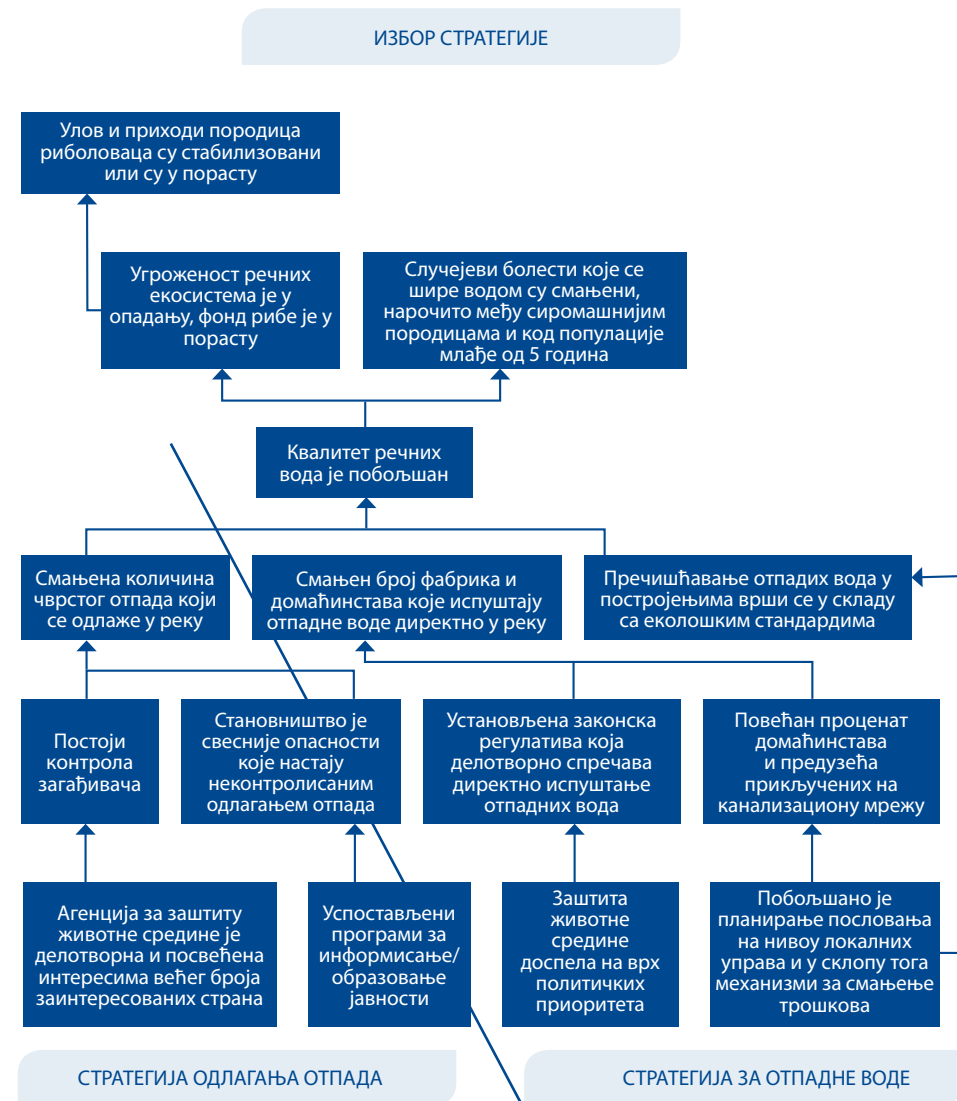 ИЗБОР СТРАТЕГИЈЕ
Улов и приходи породица
риболоваца су стабилизовани
или су у порасту
Угроженост речних
екосистема је у
опадању, фонд рибе је у
порасту
Случејеви болести које се
шире водом су смањени,
нарочито међу сиромашнијим
породицама и код популације
млађе од 5 година
Квалитет речних
вода је побољшан
Смањена количина
чврстог отпада који
се одлаже у реку
Смањен број фабрика и
домаћинстава које испуштају
отпадне воде директно у реку
Пречишћавање отпадих вода у
постројењима врши се у складу
са еколошким стандардима
Постоји
контрола
загађивача
Становништво је
свесније опасности
које настају
неконтролисаним
одлагањем отпада
Установљена законска
регулатива која
делотворно спречава
директно испуштање
отпадних вода
Повећан проценат
домаћинстава
и предузећа
прикључених на
канализациону мрежу
Агенција за заштиту
животне средине је
делотворна и посвећена
интересима већег броја
заинтересованих страна
Успостављени
програми за
информисање/
образовање
јавности
Заштита
животне
средине
доспела на врх
политичких
приоритета
Побољшано је
планирање пословања
на нивоу локалних
управа и у склопу тога
механизми за смањење
трошкова
СТРАТЕГИЈА ОДЛАГАЊА ОТПАДА
СТРАТЕГИЈА ЗА ОТПАДНЕ ВОДЕ